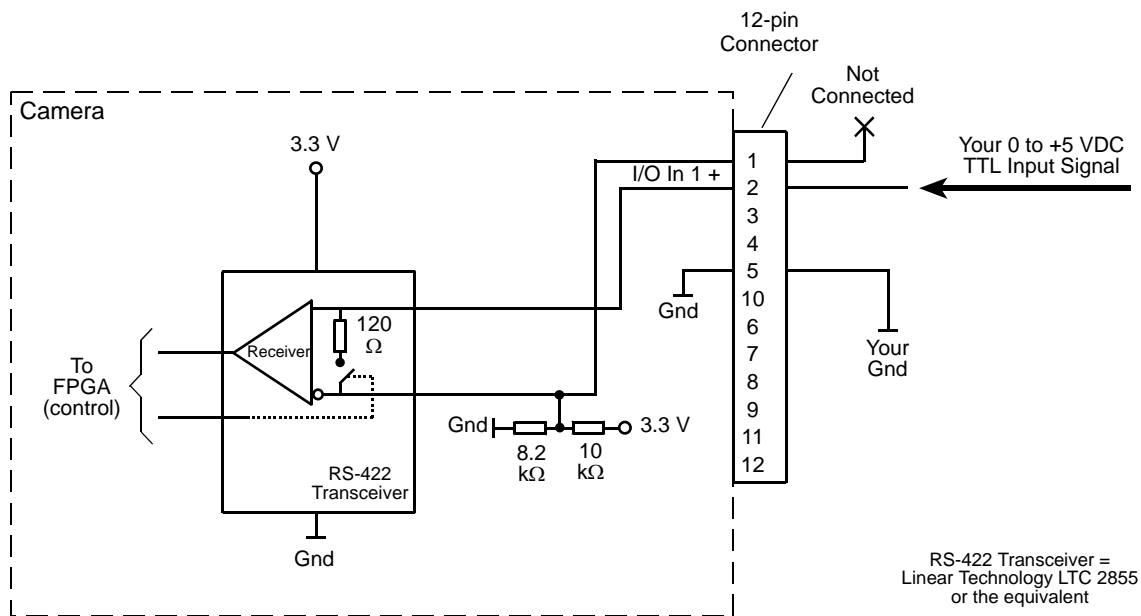 12-pin
Connector
Not
Connected
Camera
3.3 V
Your 0 to +5 VDC
TTL Input Signal
I/O In 1 +
1
2
3
4
5
10
6
7
8
9
11
12
Gnd
Your
Gnd
120
Ω
Receiver
To
FPGA
(control)
Gnd
3.3 V
8.2
kΩ
10
kΩ
RS-422
Transceiver
Gnd
RS-422 Transceiver =
Linear Technology LTC 2855
or the equivalent